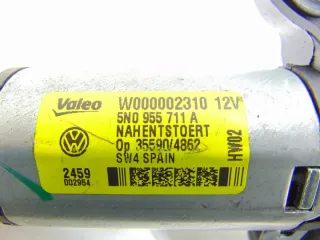 Valeo W000002310 12V
5N0 955 711 A
NAHENTSTOERT
Op 35590/4862
SW4 SPAIN
2459
002954
HW02